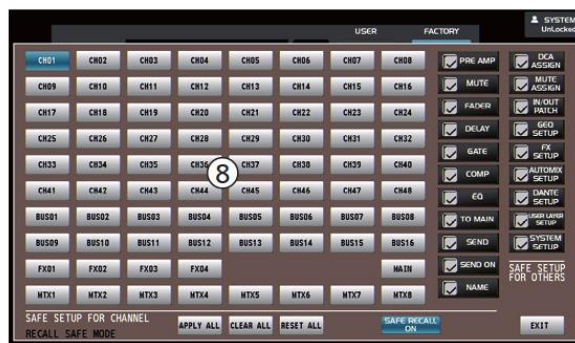 SYSTEM
UnLocked
USER FACTORY
CH01 CH02 CH03 CH04 CH05 CH06 CH07 CH08
CH09 CH10 CH11 CH12 CH13 CH14 CH15 CH16
CH17 CH18 CH19 CH20 CH21 CH22 CH23 CH24
CH25 CH26 CH27 CH28 CH29 CH30 CH31 CH32
CH33 CH34 CH35 CH36 CH37 CH38 CH39 CH40
8
CH41 CH42 CH43 CH44 CH45 CH46 CH47 CH48
BUS01 BUS02 BUS03 BUS04 BUS05 BUS06 BUS07 BUS08
BUS09 BUS10 BUS11 BUS12 BUS13 BUS14 BUS15 BUS16
FX01 FX02 FX03 FX04 MAIN
MTX1 MTX2 MTX3 MTX4 MTX5 MTX6 MTX7 MTX8
PRE AMP
MUTE
FADER
DELAY
GATE
COMP
EQ
TO MAIN
SEND
SEND ON
NAME
DCA
ASSIGN
MUTE
ASSIGN
IN/OUT
PATCH
GEQ
SETUP
FX
SETUP
AUTOMIX
SETUP
DANTE
SETUP
USER LAYER
SETUP
SYSTEM
SETUP
SAFE SETUP
FOR OTHERS
SAFE SETUP FOR CHANNEL
RECALL SAFE MODE
APPLY ALL CLEAR ALL RESET ALL
SAFE RECALL
ON
EXIT